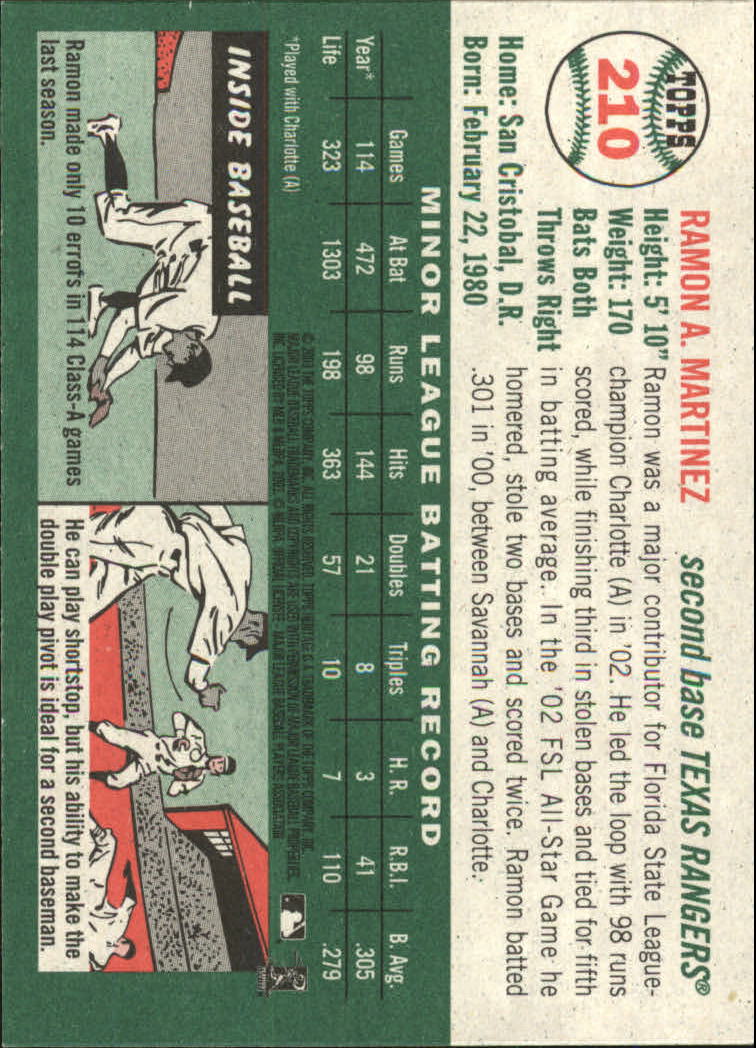 TOPPS
210
RAMON A. MARTINEZ second base TEXAS RANGERS®
Height: 5' 10"
Weight: 170
Bats Both
Throws Right
Home: San Cristobal, D.R.
Born: February 22, 1980
Ramon was a major contributor for Florida State League-
champion Charlotte (A) in '02. He led the loop with 98 runs
scored, while finishing third in stolen bases and tied for fifth
in batting average. In the '02 FSL All-Star Game he
homered, stole two bases and scored twice. Ramon batted
.301 in '00, between Savannah (A) and Charlotte.
MINOR LEAGUE BATTING RECORD
Games At Bat Runs Hits Doubles Triples H.R. R.B.I. B. Avg.
Year* 114 472 98 144 21 8 3 41 .305
Life 323 1303 198 363 57 10 7 110 .279
*Played with Charlotte (A)
INSIDE BASEBALL
Ramon made only 10 errors in 114 Class-A games
last season.
He can play shortstop, but his ability to make the
double play pivot is ideal for a second baseman.